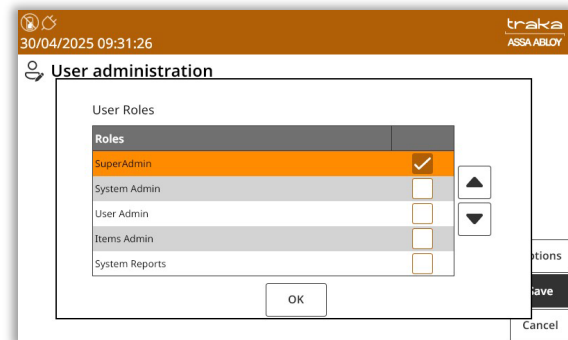 traka
30/04/2025 09:31:26
ASSA ABLOY
User administration
User Roles
Roles
SuperAdmin
System Admin
User Admin
Items Admin
System Reports
OK
ptions
Save
Cancel